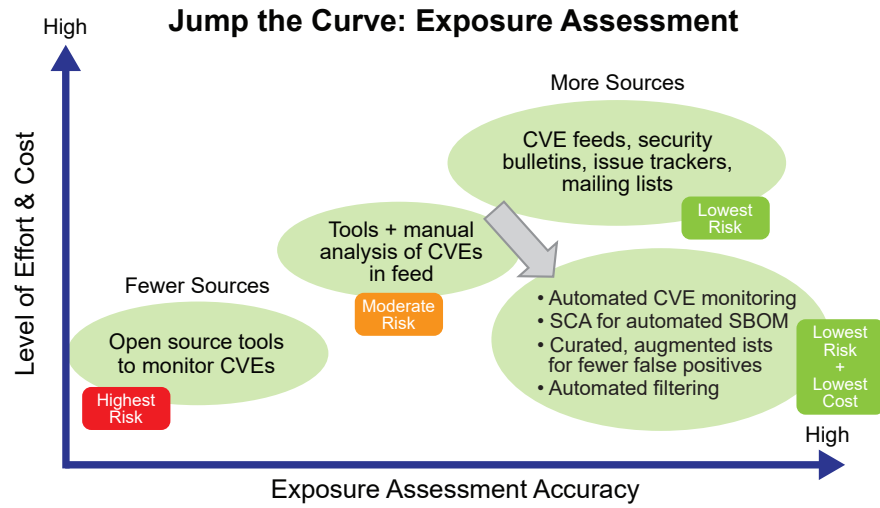 Jump the Curve: Exposure Assessment
High
Level of Effort & Cost
More Sources
CVE feeds, security
bulletins, issue trackers,
mailing lists
Lowest
Risk
Tools + manual
analysis of CVEs
in feed
Moderate
Risk
Fewer Sources
Open source tools
to monitor CVEs
Highest
Risk
• Automated CVE monitoring
• SCA for automated SBOM
• Curated, augmented ists
for fewer false positives
• Automated filtering
Lowest
Risk
+
Lowest
Cost
High
Exposure Assessment Accuracy